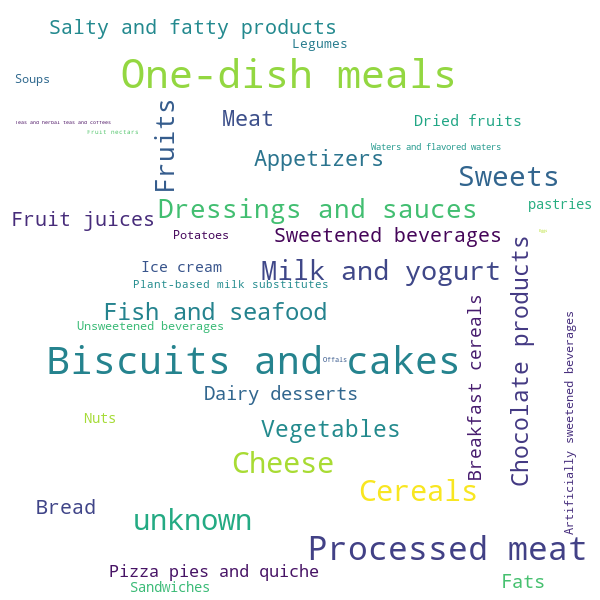 Salty and fatty products
Legumes
One-dish meals
Soups
Teas and herbal teas and coffees
Fruit nectars
Fruits
Meat
Dried fruits
Waters and flavored waters
Appetizers
Sweets
Dressings and sauces
pastries
Fruit juices
Potatoes
Sweetened beverages
Ice cream
Milk and yogurt
Plant-based milk substitutes
Fish and seafood
Unsweetened beverages
Chocolate products
Breakfast cereals
Artificially sweetened beverages
Biscuits and cakes
Offals
Dairy desserts
Nuts
Vegetables
Cheese
Cereals
Bread
unknown
Processed meat
Pizza pies and quiche
Sandwiches
Fats